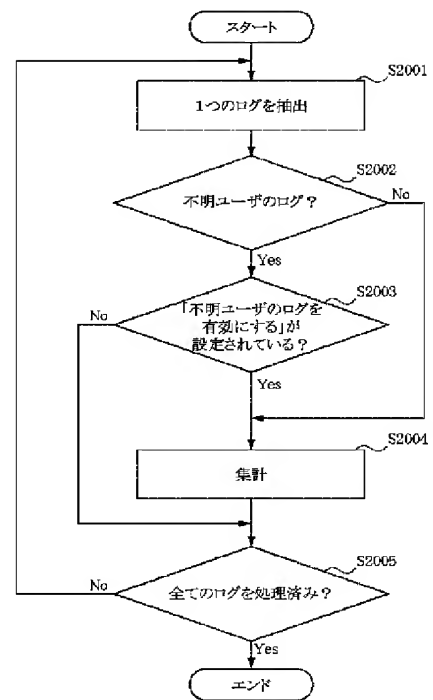 スタート
S2001
1つのログを抽出
S2002
不明ユーザのログ?
No
Yes
S2003
「不明ユーザのログを
有効にする」が
設定されている?
No
Yes
S2004
集計
S2005
全てのログを処理済み?
No
Yes
エンド